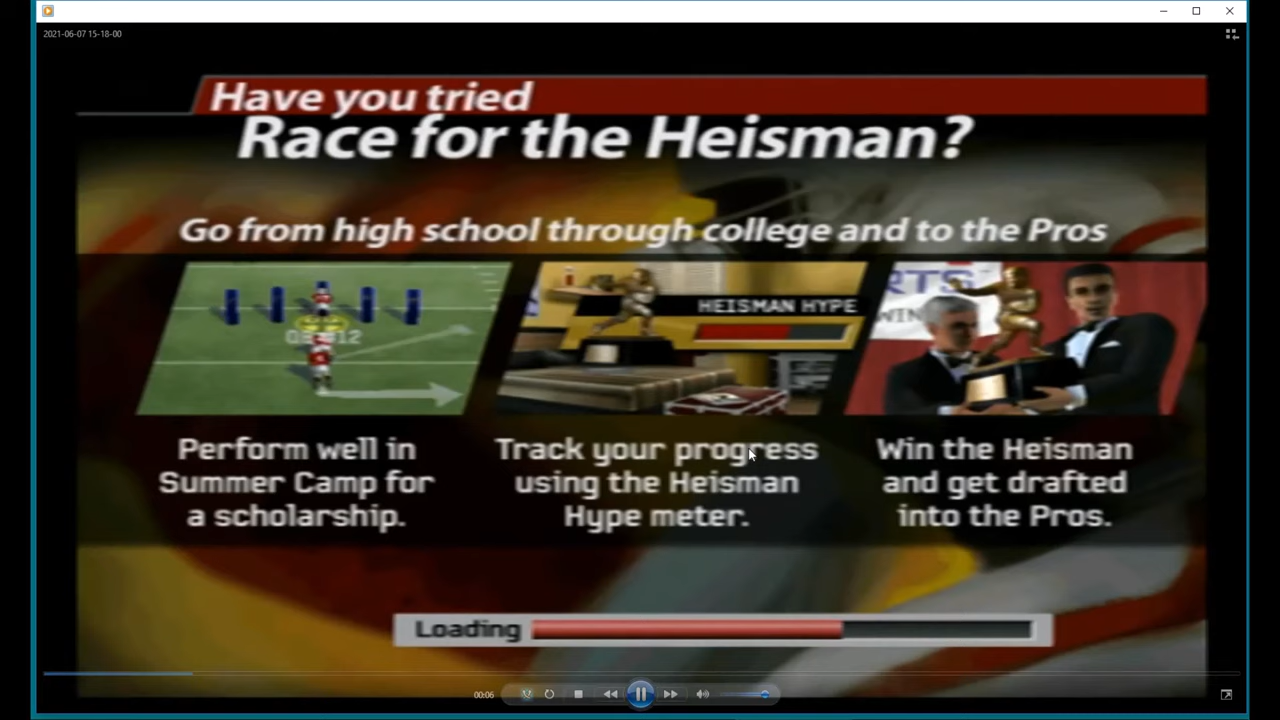 2021-06-07 15-18-00
Have you tried
Race for the Heisman?
Go from high school through college and to the Pros
HEISMAN HYPE
Perform well in
Summer Camp for
a scholarship.
Track your progress
using the Heisman
Hype meter.
Win the Heisman
and get drafted
into the Pros.
Loading
00:06